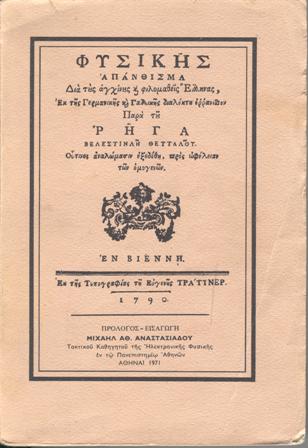 ΦΥΣΙΚΗΣ
ἈΠΑΝΘΙΣΜΑ
Διὰ τοὺς ἀγχίνους ϗ φιλομαθεῖς Ἕλληνας,
Ἐκ τῆς Γερμανικῆς ϗ Γαλλικῆς διαλέκτου ἐρανισθὲν
Παρὰ τοῦ
ΡΗΓΑ
ΒΕΛΕΣΤΙΝΛΗ ΘΕΤΤΑΛΟΥ.
Οὗτινος ἀναλώμασιν ἐξεδόθη, πρὸς ὠφέλειαν
τῶν ὁμογενῶν.
ἘΝ ΒΙΕΝΝΗ.
Ἐκ τῆς Τυπογραφίας τοῦ Εὐγενοῦς ΤΡΑΤΤΝΕΡ.
1790.
ΠΡΟΛΟΓΟΣ - ΕΙΣΑΓΩΓΗ
ΜΙΧΑΗΛ ΑΘ. ΑΝΑΣΤΑΣΙΑΔΟΥ
Τακτικοῦ Καθηγητοῦ τῆς Ἠλεκτρονικῆς Φυσικῆς
ἐν τῷ Πανεπιστημίῳ Ἀθηνῶν
ΑΘΗΝΑΙ 1971